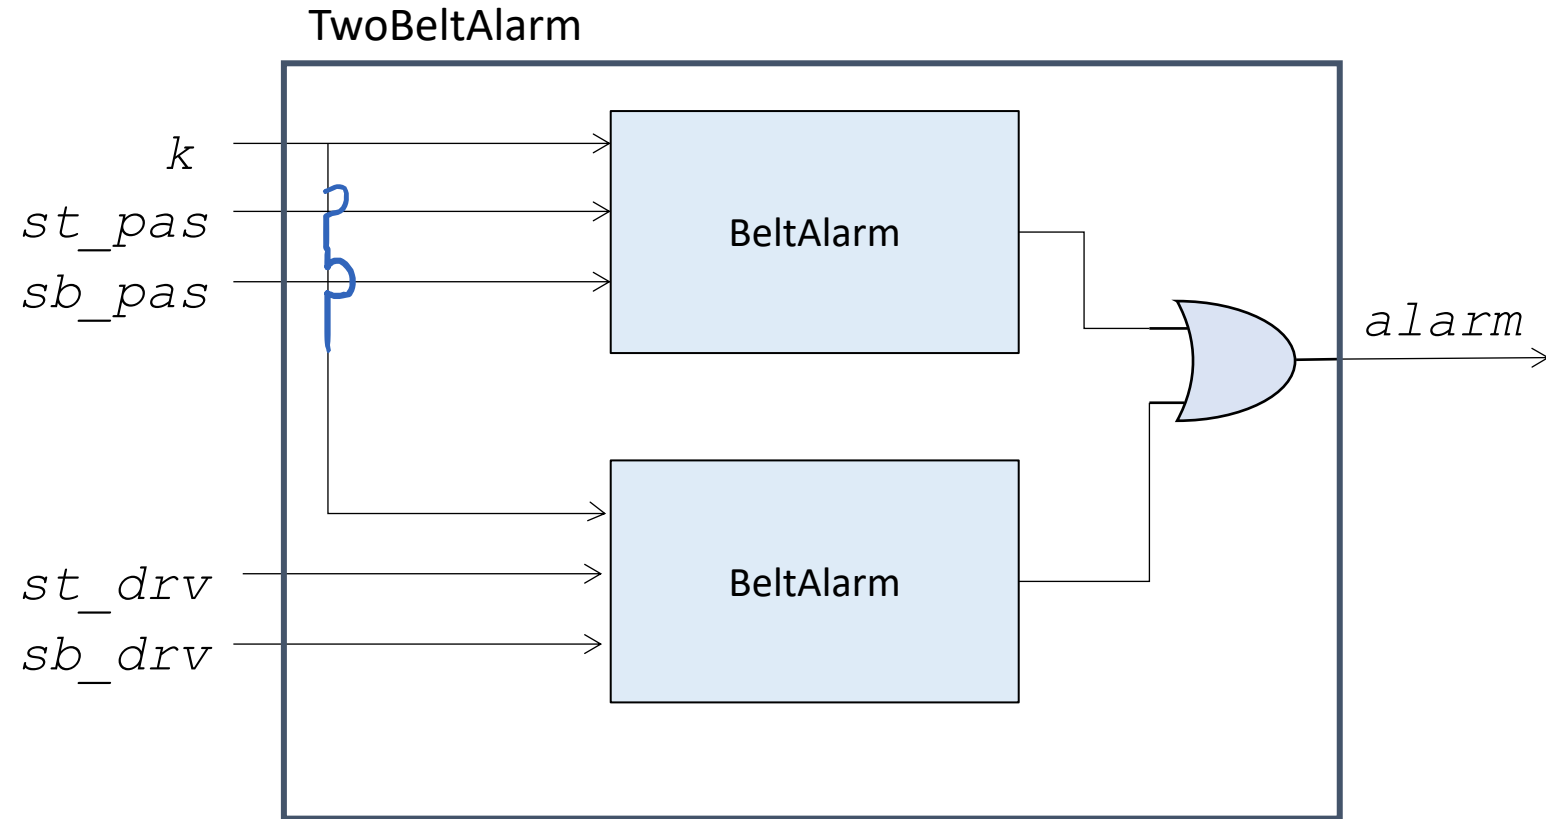 TwoBeltAlarm
k
st_pas
sb_pas
BeltAlarm
alarm
st_drv
sb_drv
BeltAlarm